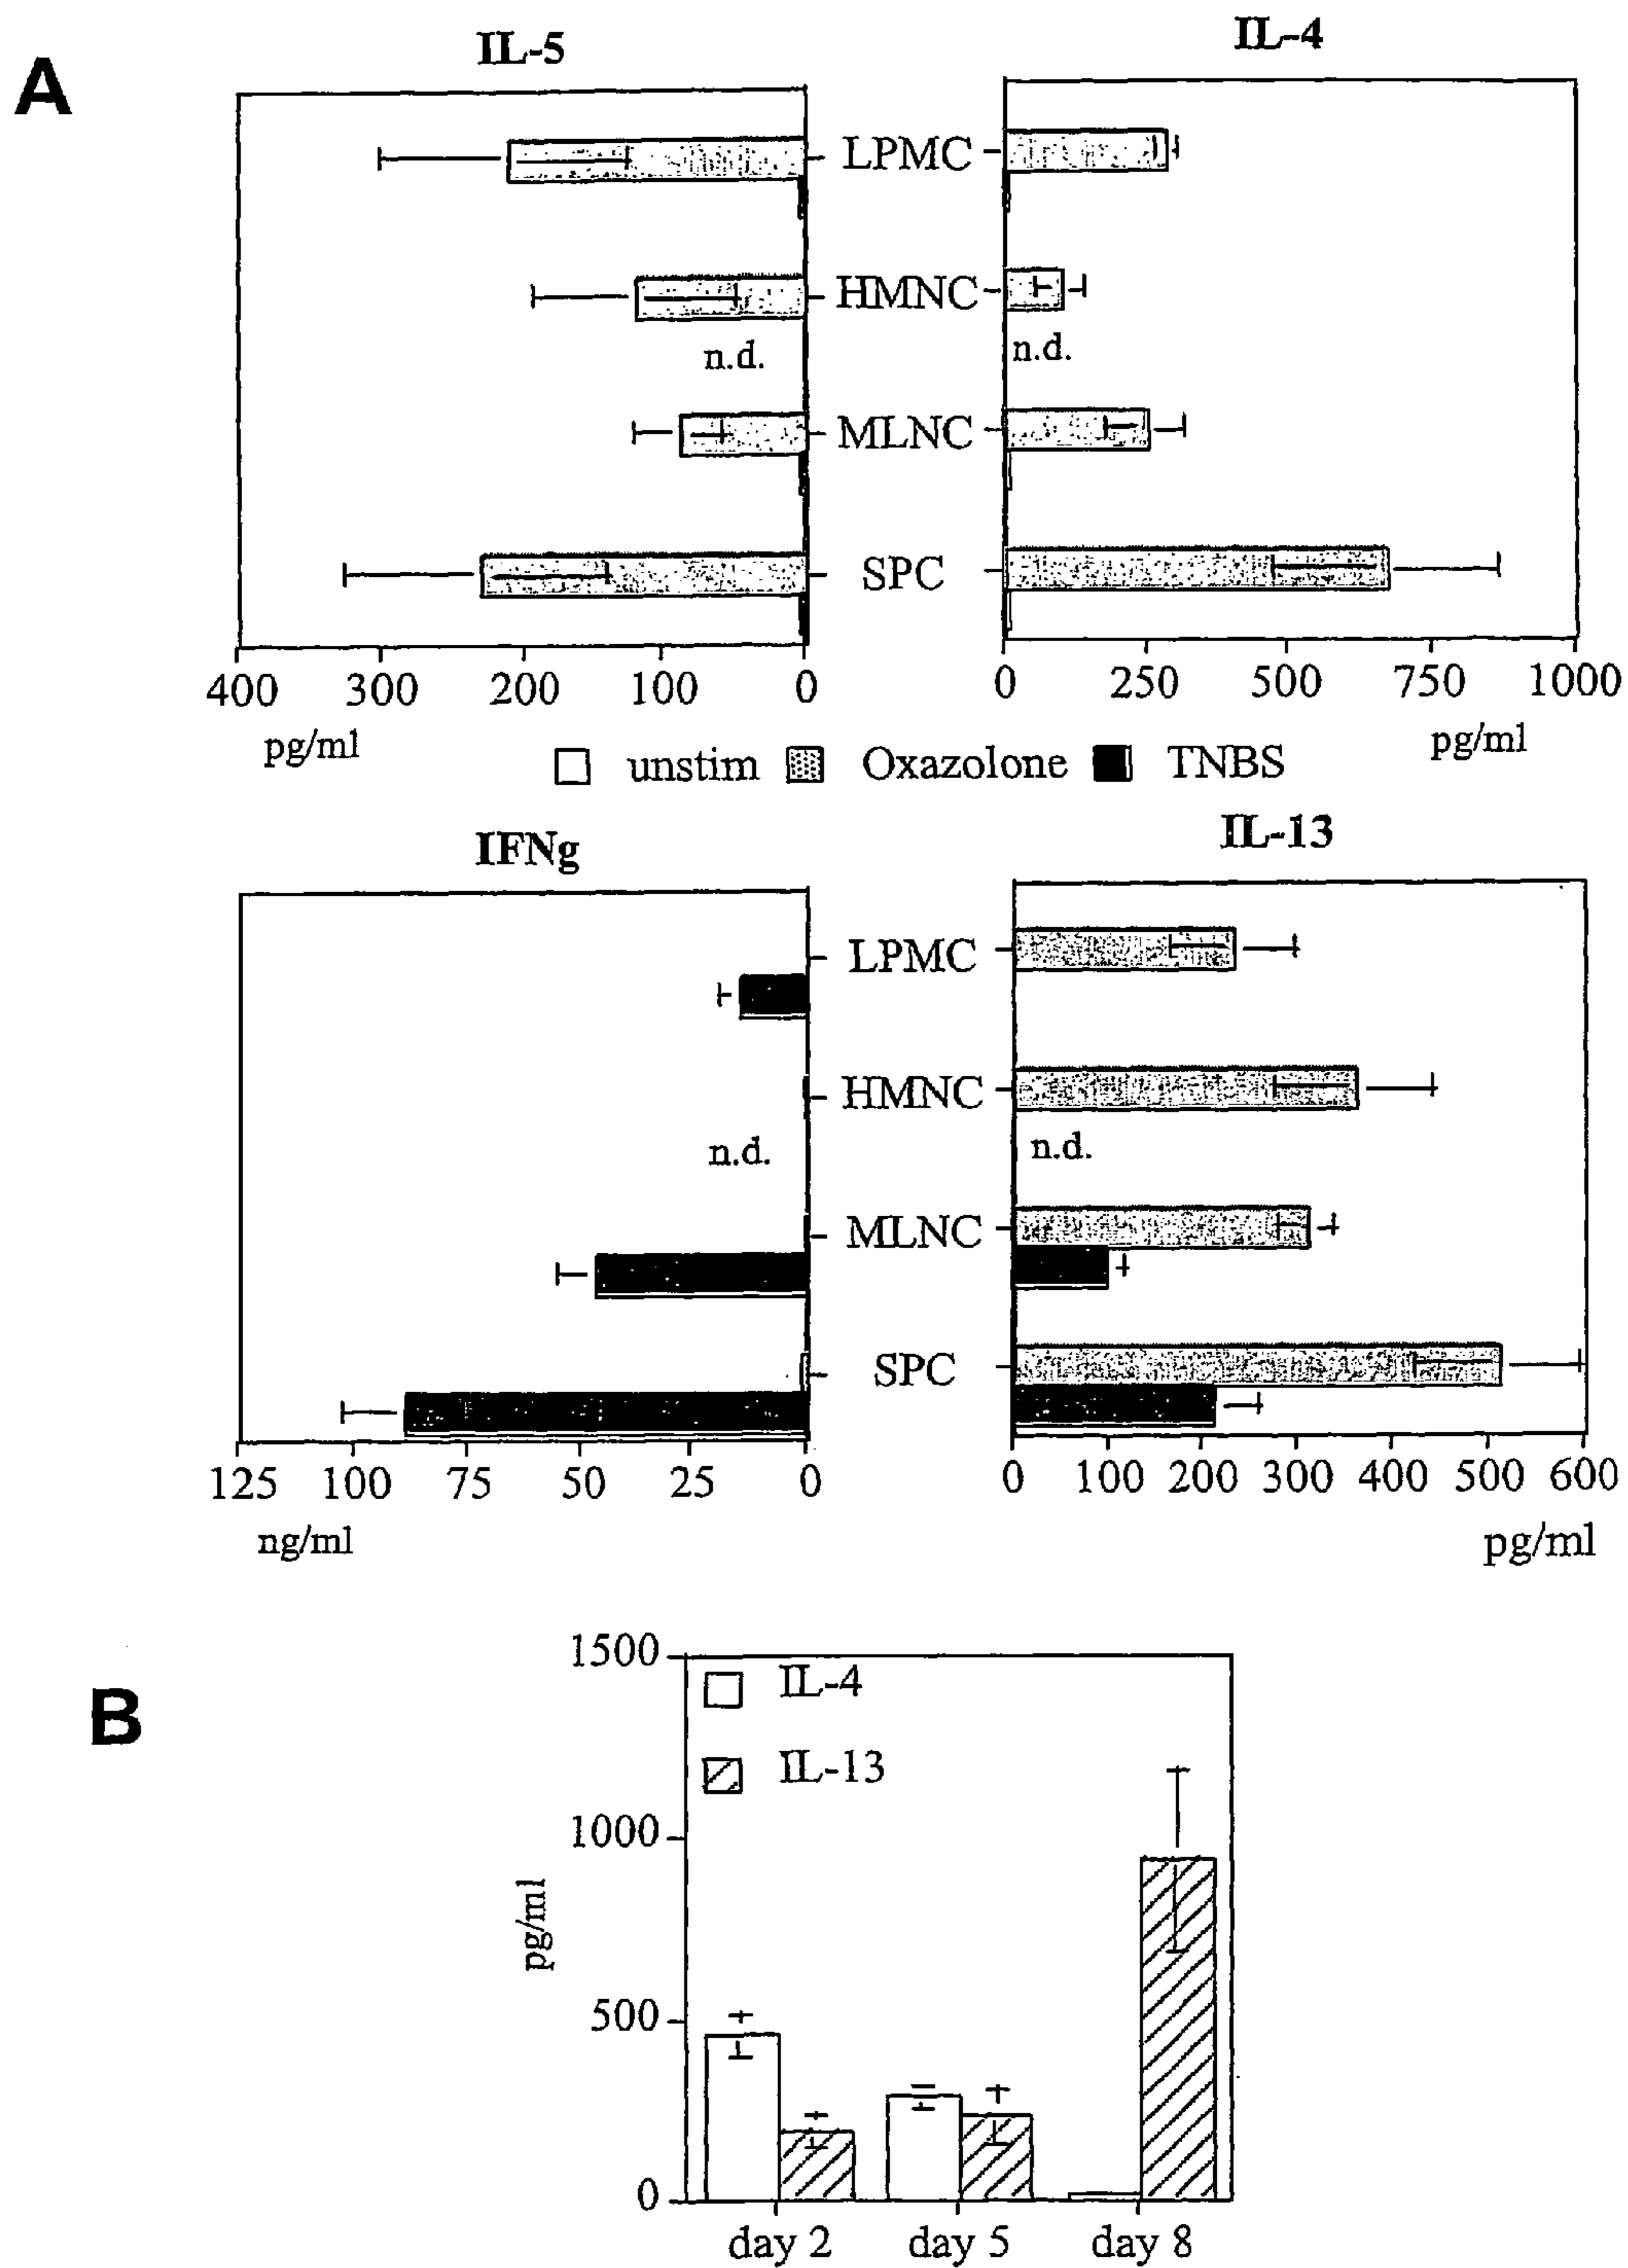 A
IL-5
IL-4
LPMC
HMNC
n.d.
n.d.
MLNC
SPC
400 300 200 100 0
0 250 500 750 1000
pg/ml
pg/ml
unstim Oxazolone TNBS
IFNg
IL-13
LPMC
HMNC
n.d.
n.d.
MLNC
SPC
125 100 75 50 25 0
0 100 200 300 400 500 600
ng/ml
pg/ml
B
1500
IL-4
IL-13
1000
pg/ml
500
0
day 2 day 5 day 8